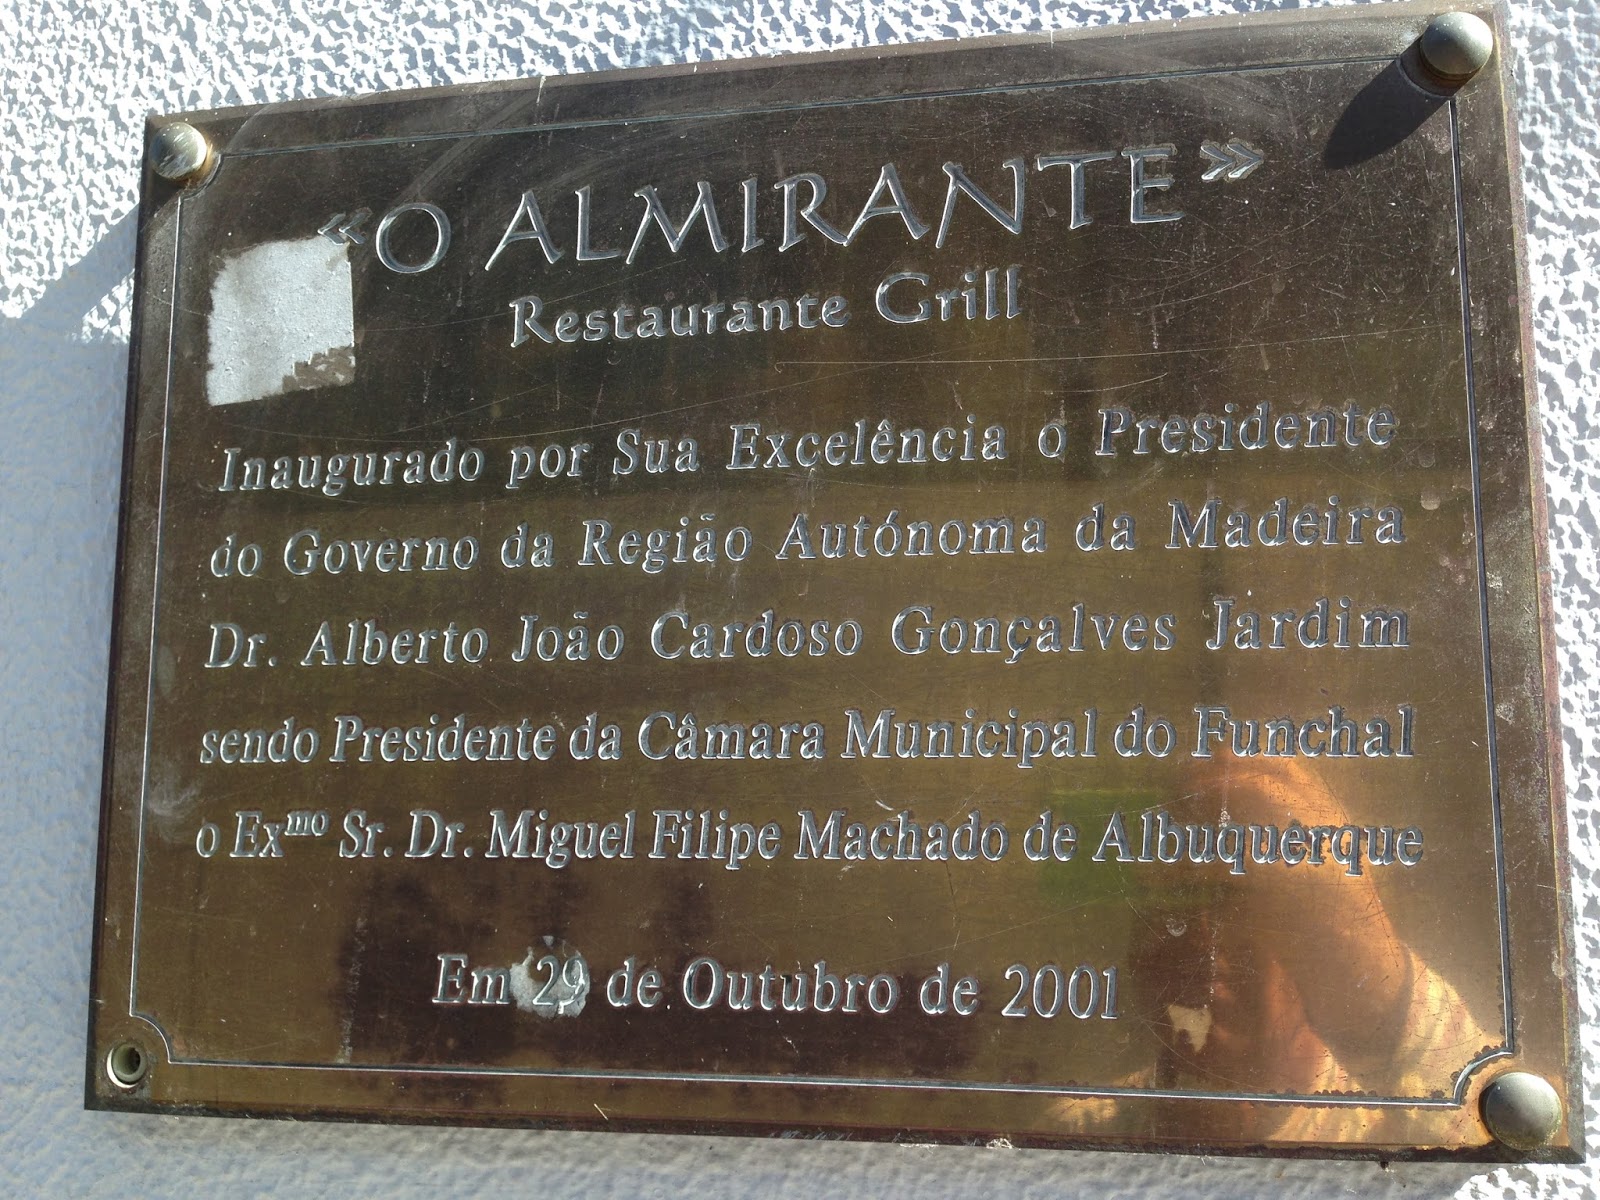 «O ALMIRANTE»
Restaurante Grill
Inaugurado por Sua Excelência o Presidente
do Governo da Região Autónoma da Madeira
Dr. Alberto João Cardoso Gonçalves Jardim
sendo Presidente da Câmara Municipal do Funchal
o Exᵐᵒ Sr. Dr. Miguel Filipe Machado de Albuquerque
Em 29 de Outubro de 2001